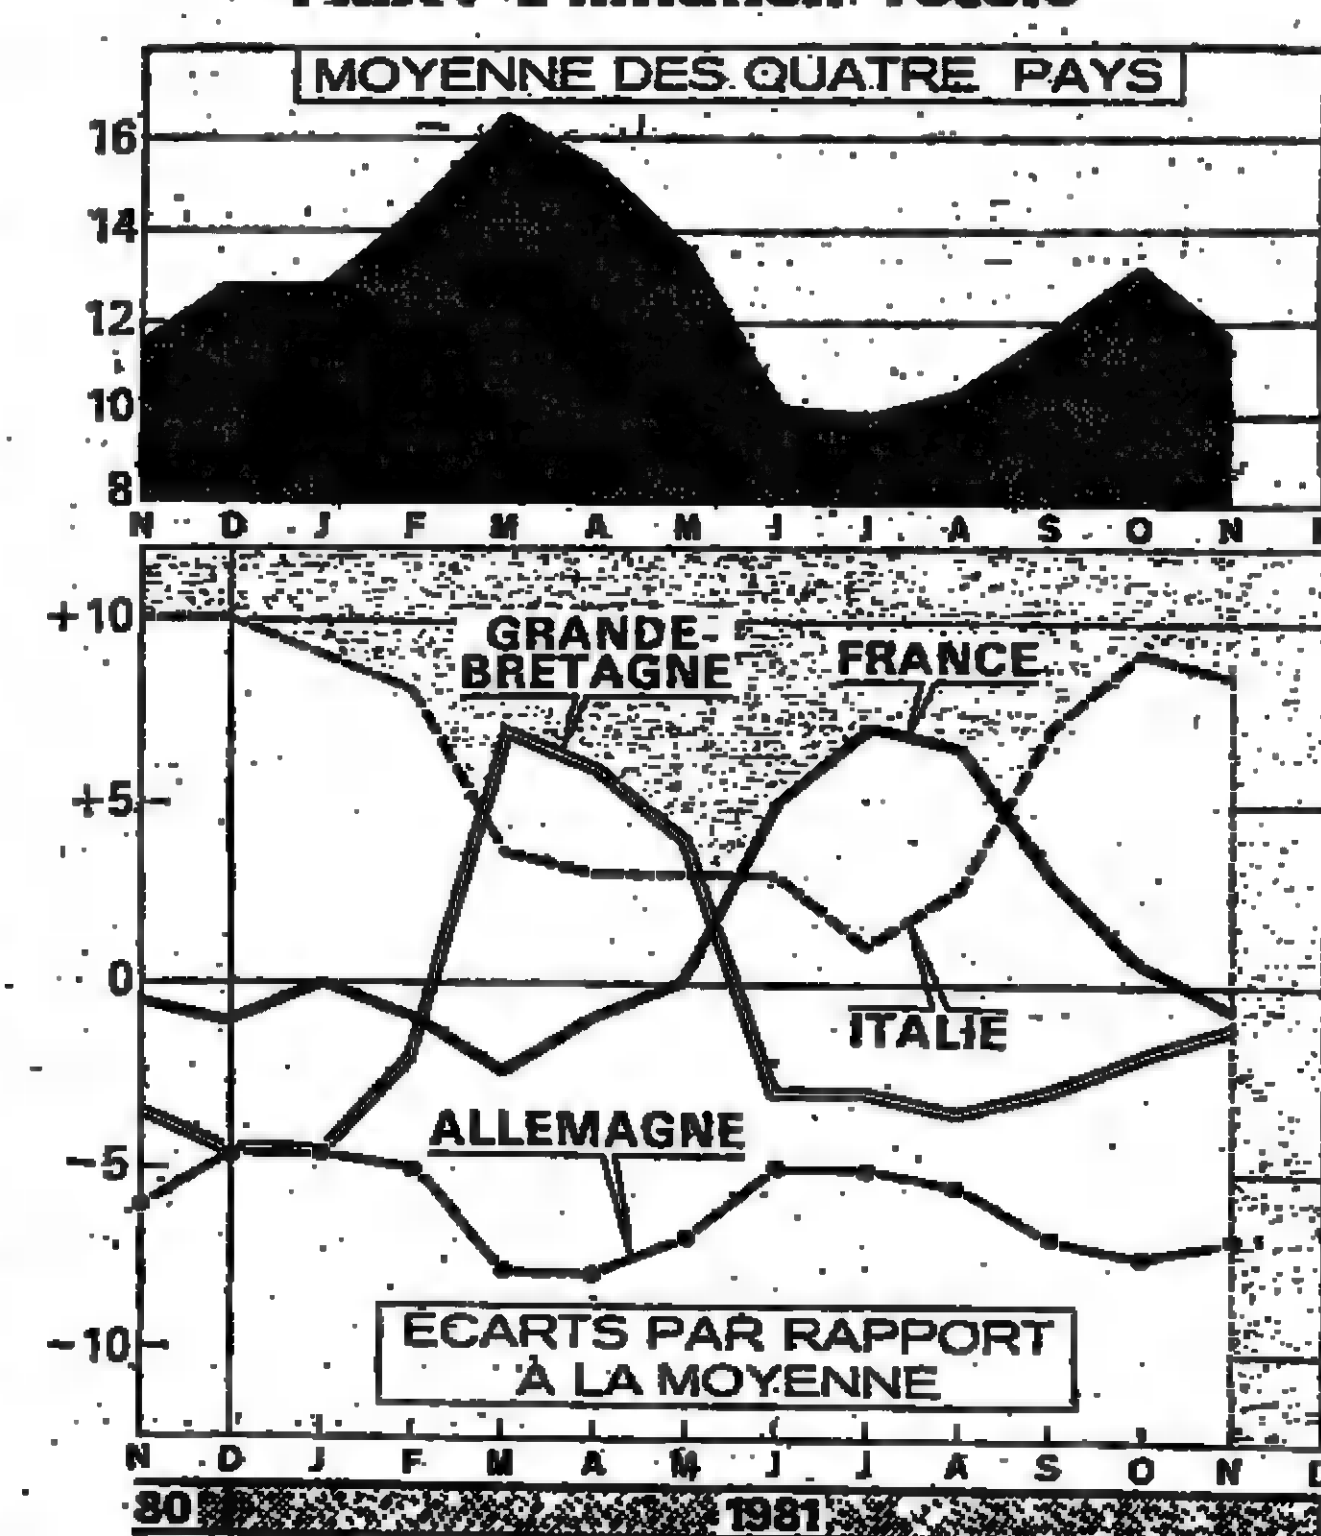 MOYENNE DES QUATRE PAYS
16
14
12
10
8
N D J F M A M J J A S O N
+10
GRANDE-
BRETAGNE
FRANCE
+5
0
ITALIE
ALLEMAGNE
-5
ECARTS PAR RAPPORT
À LA MOYENNE
-10
N D J F M A M J J A S O N D
80 1981